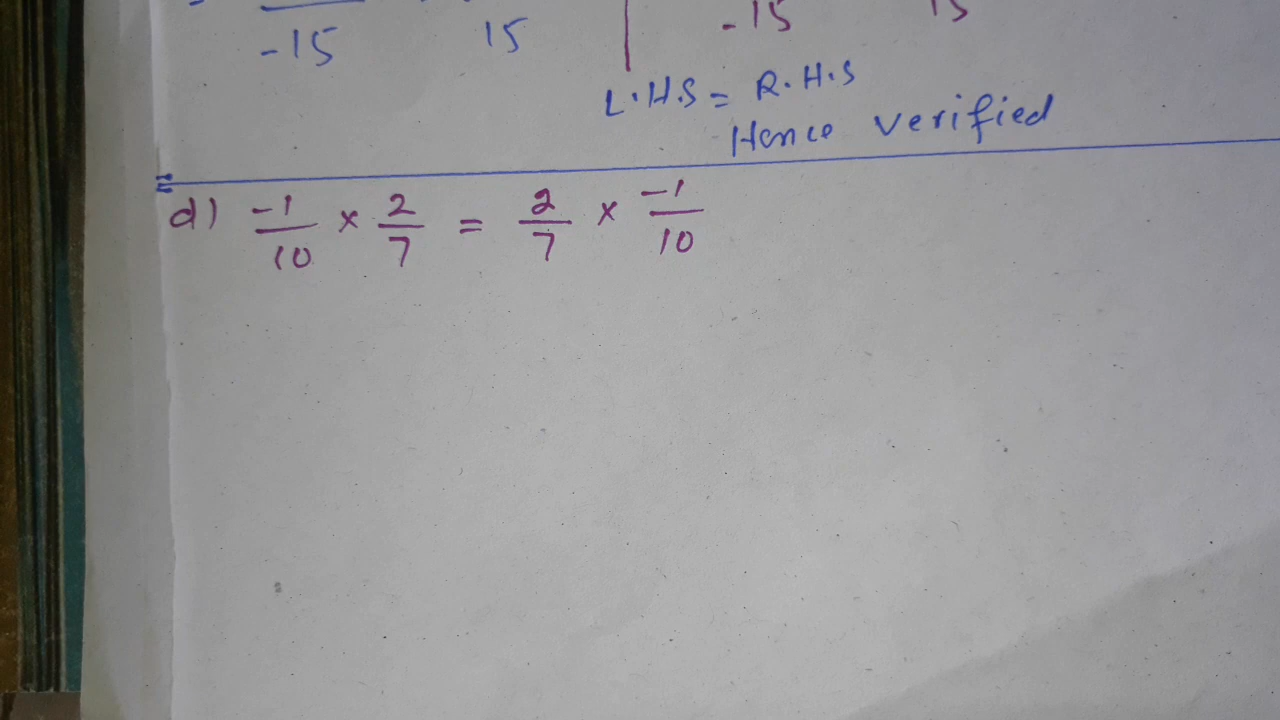 -15 15 -15 15
L.H.S = R.H.S
Hence verified
d) -1/10 × 2/7 = 2/7 × -1/10